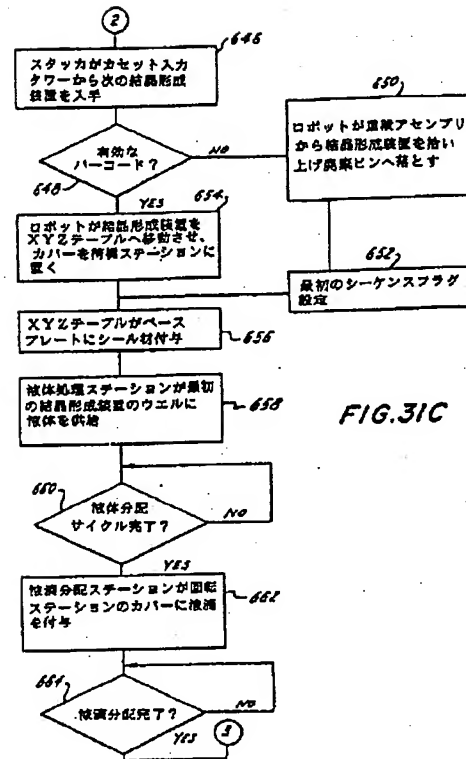 2
646
スタッカがカセット入力
タワーから次の結晶形成
装置を入手
650
有効な
バーコード?
NO
648
ロボットが連鎖アセンブリ
から結晶形成装置を拾い
上げ廃棄ビンへ落とす
YES
654
ロボットが結晶形成装置を
XYZテーブルへ移動させ、
カバーを待機ステーションに
置く
652
最初のシーケンスフラグ
設定
XYZテーブルがベース
プレートにシール材付与
656
液体処理ステーションが最初
の結晶形成装置のウエルに
液体を供給
658
FIG.31C
660
液体分配
サイクル完了?
NO
YES
662
液滴分配ステーションが回転
ステーションのカバーに液滴
を付与
664
液滴分配完了?
NO
YES
3